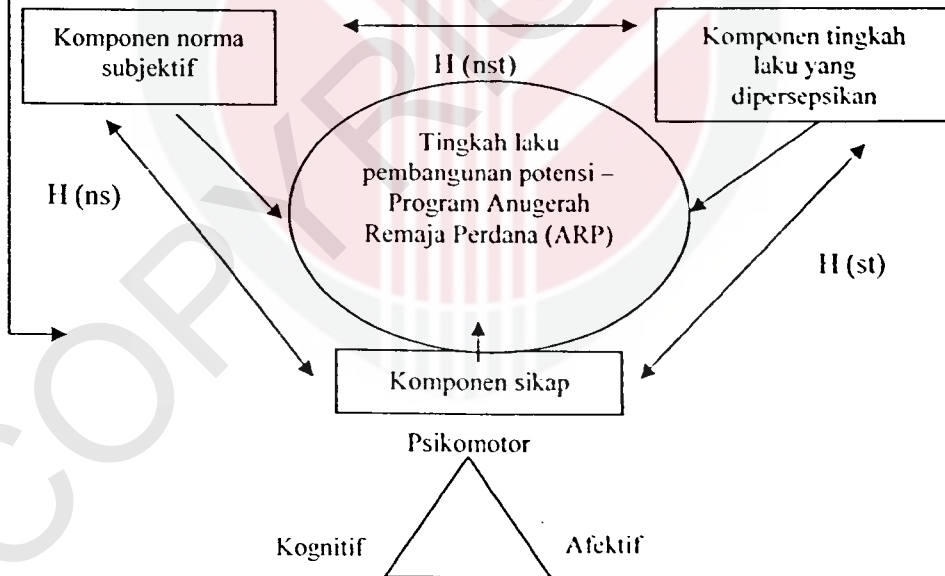 Komponen norma
subjektif
Komponen tingkah
laku yang
dipersepsikan
H (nst)
Tingkah laku
pembangunan potensi –
Program Anugerah
Remaja Perdana (ARP)
H (ns)
H (st)
Komponen sikap
Psikomotor
Kognitif
Afektif
COPYRIG